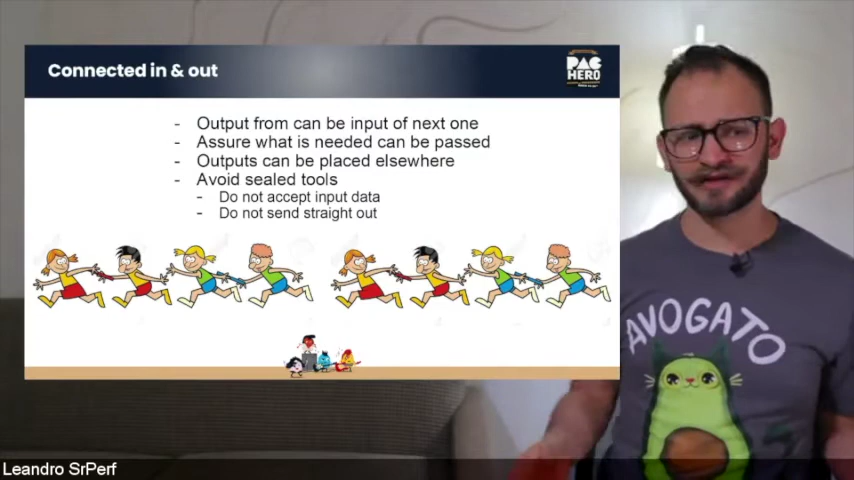 Connected in & out
PAC
HERO
- Output from can be input of next one
- Assure what is needed can be passed
- Outputs can be placed elsewhere
- Avoid sealed tools
- Do not accept input data
- Do not send straight out
AVOGATO
Leandro SrPerf